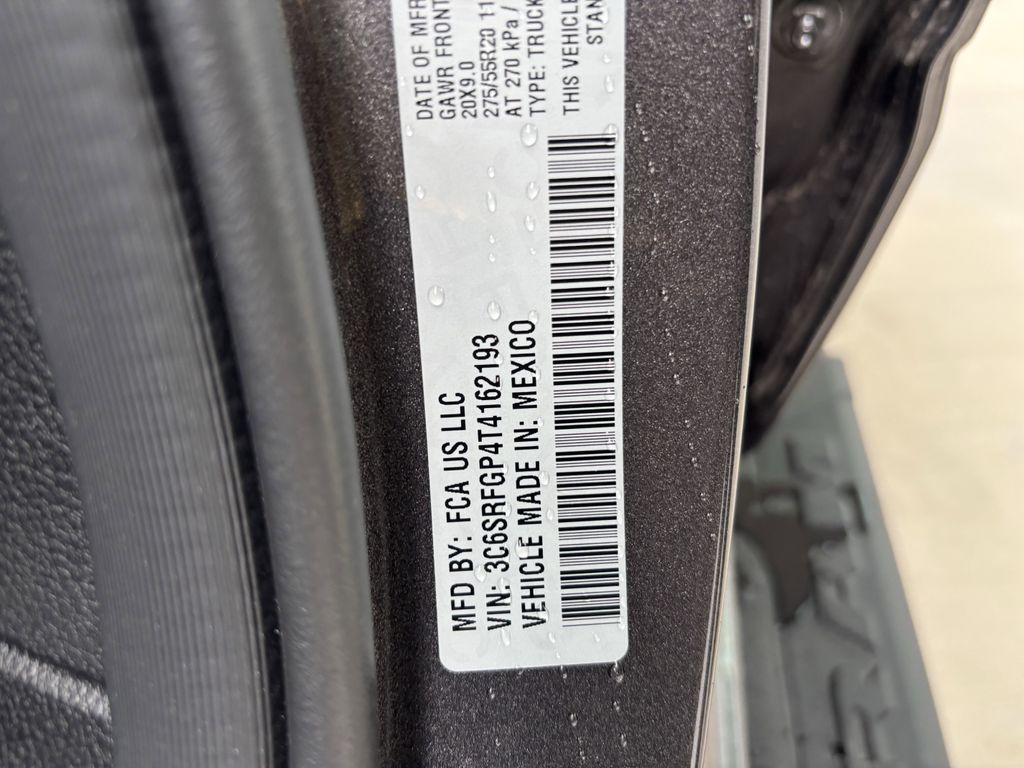 MFD BY: FCA US LLC
VIN: 3C6SRFGP4T4162193
VEHICLE MADE IN: MEXICO
DATE OF MFR
GAWR FRONT
20X9.0
275/55R20 11
AT 270 kPa /
TYPE: TRUCK
THIS VEHICLE
STAN